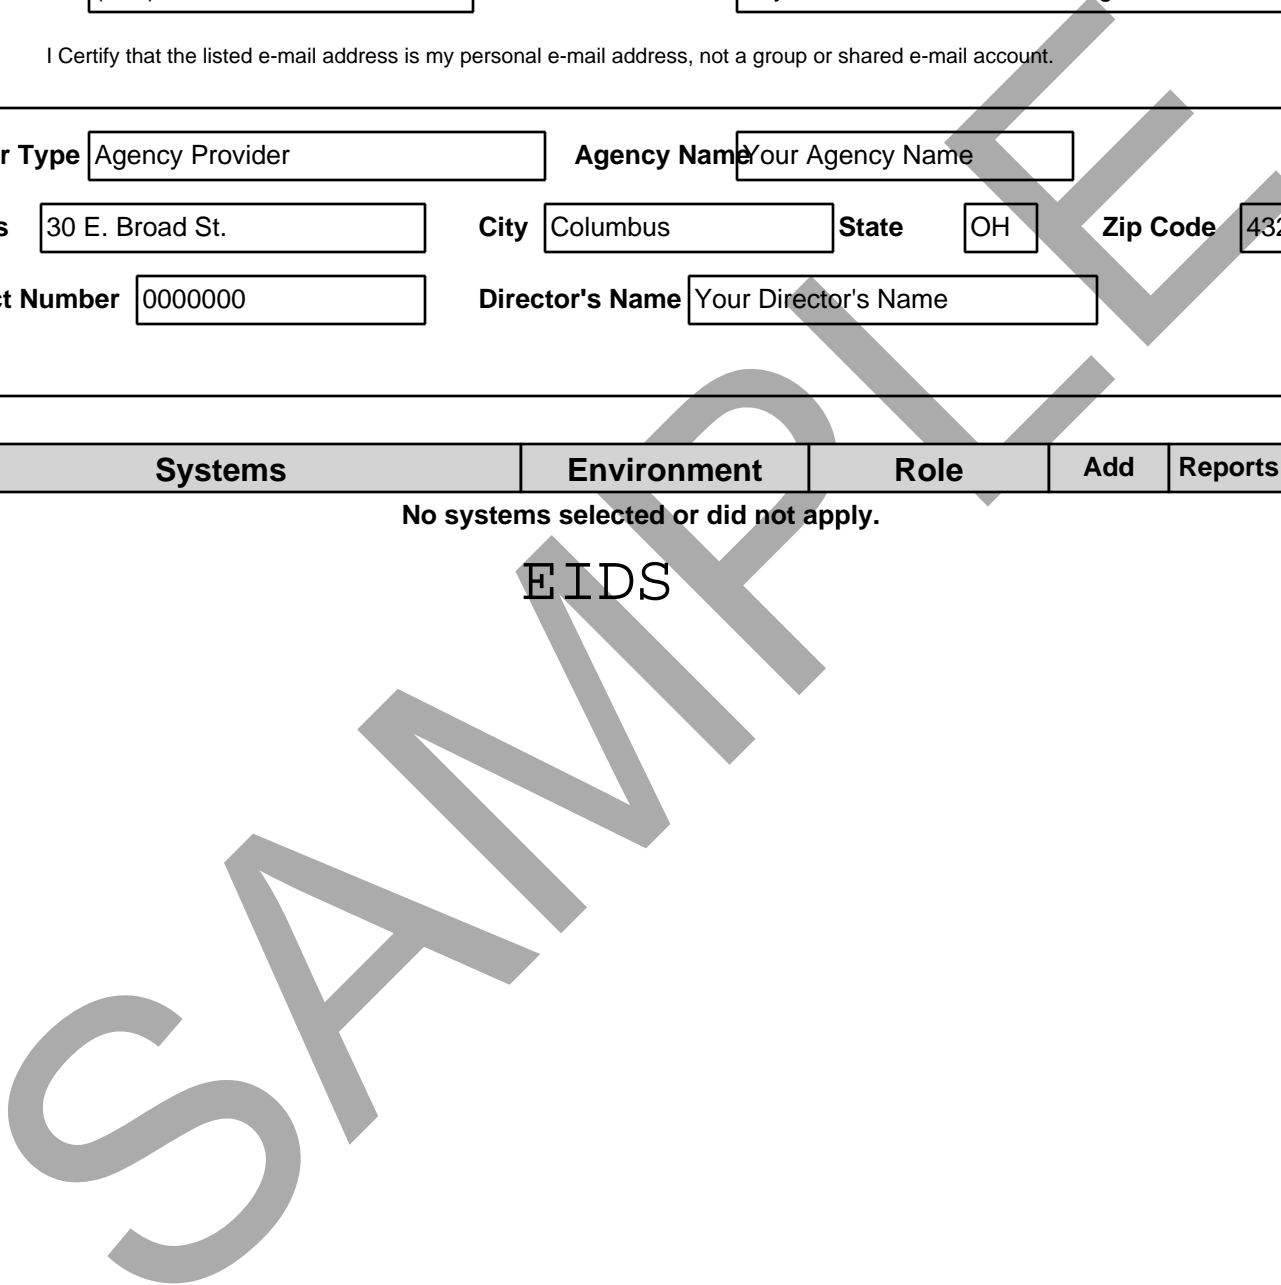 I Certify that the listed e-mail address is my personal e-mail address, not a group or shared e-mail account.
r Type Agency Provider Agency Name Your Agency Name
s 30 E. Broad St. City Columbus State OH Zip Code 432
ct Number 0000000 Director's Name Your Director's Name
Systems Environment Role Add Reports
No systems selected or did not apply.
EIDS
SAMPLE